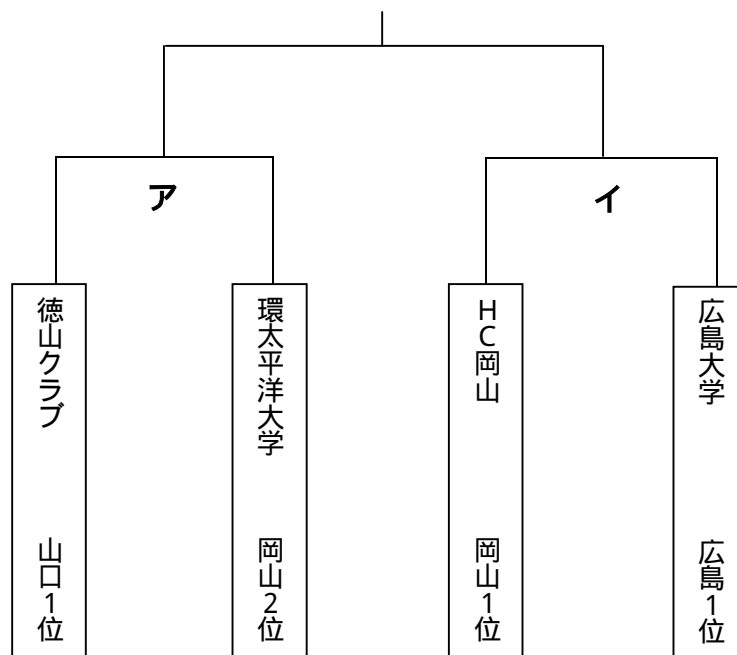 ア
イ
徳山クラブ 山口1位
環太平洋大学 岡山2位
HC岡山 岡山1位
広島大学 広島1位